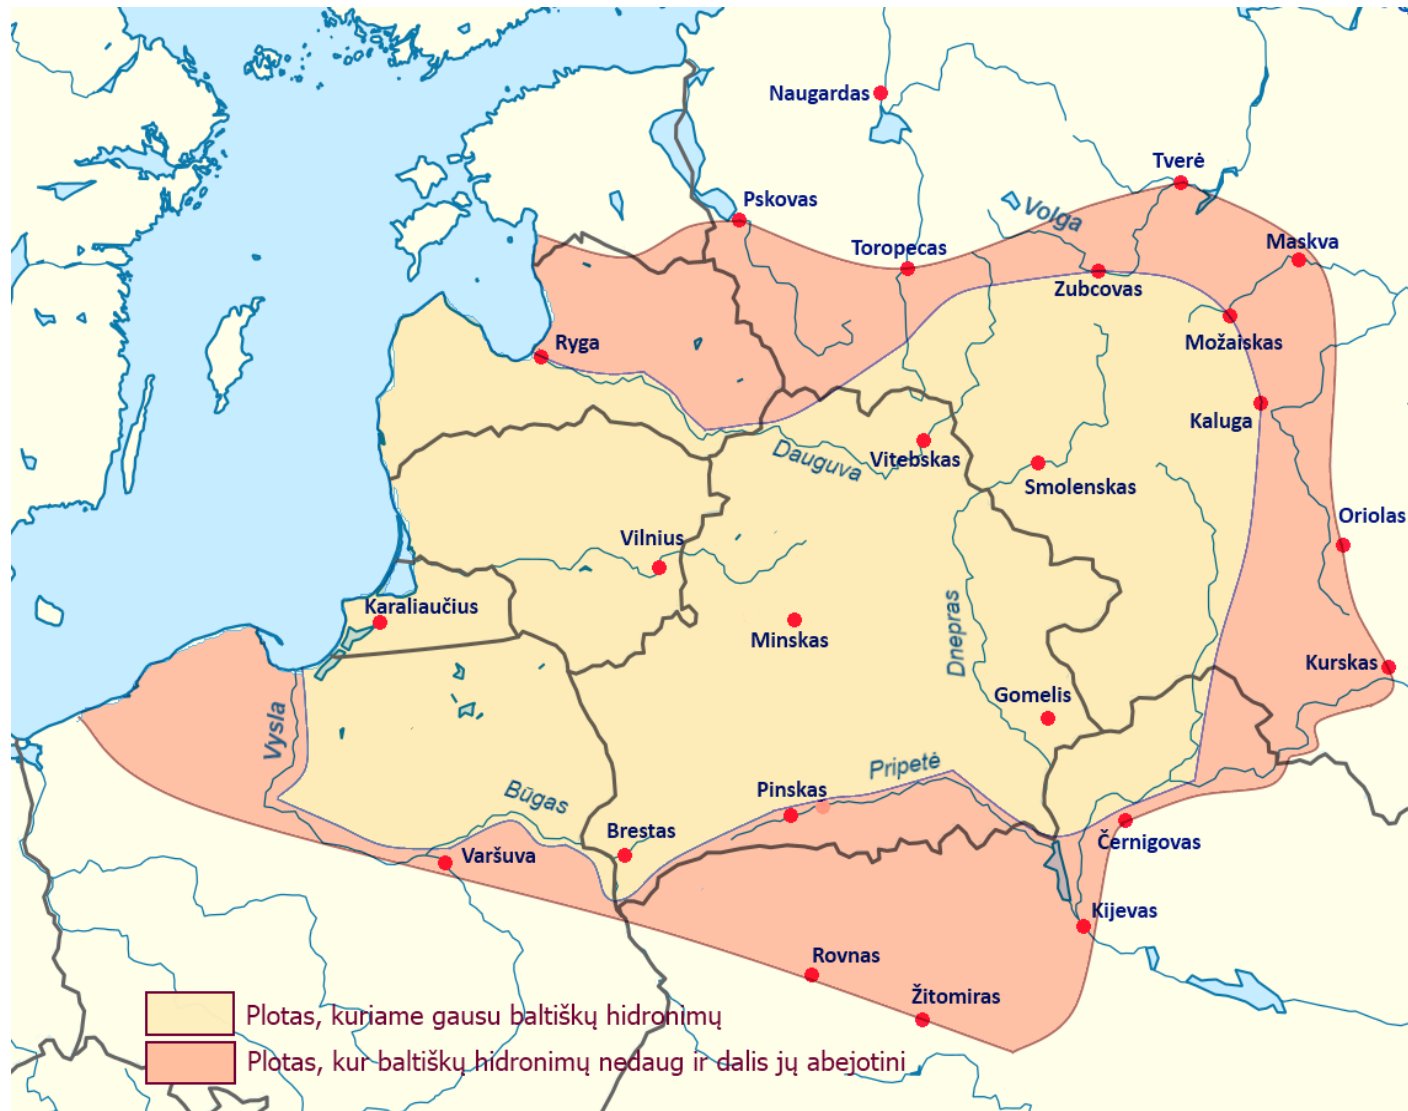 Naugardas
Tverė
Pskovas
Volga
Toropecas
Maskva
Zubcovas
Ryga
Možaiskas
Kaluga
Dauguva
Vitebskas
Smolenskas
Oriolas
Vilnius
Karaliaučius
Minskas
Dnepras
Kurskas
Gomelis
Vysla
Pripetė
Būgas
Pinskas
Brestas
Černigovas
Varšuva
Kijevas
Rovnas
Žitomiras
Plotas, kuriame gausu baltiškų hidronimų
Plotas, kur baltiškų hidronimų nedaug ir dalis jų abejotini